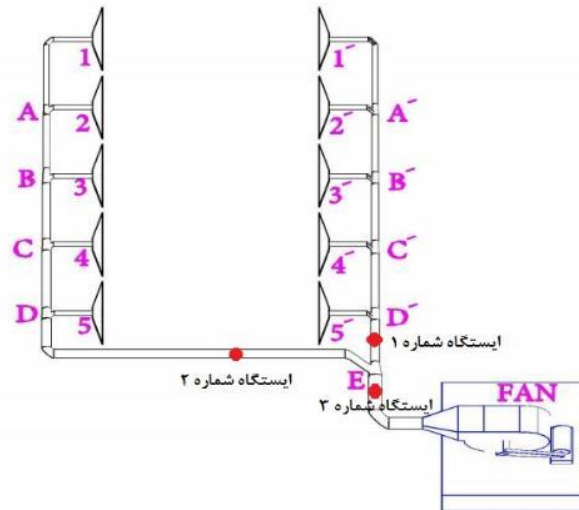 1 1´
A 2 2´ A´
B 3 3´ B´
C 4 4´ C´
D 5 5´ D´
ایستگاه شماره ۱
ایستگاه شماره ۲
E FAN
ایستگاه شماره ۳